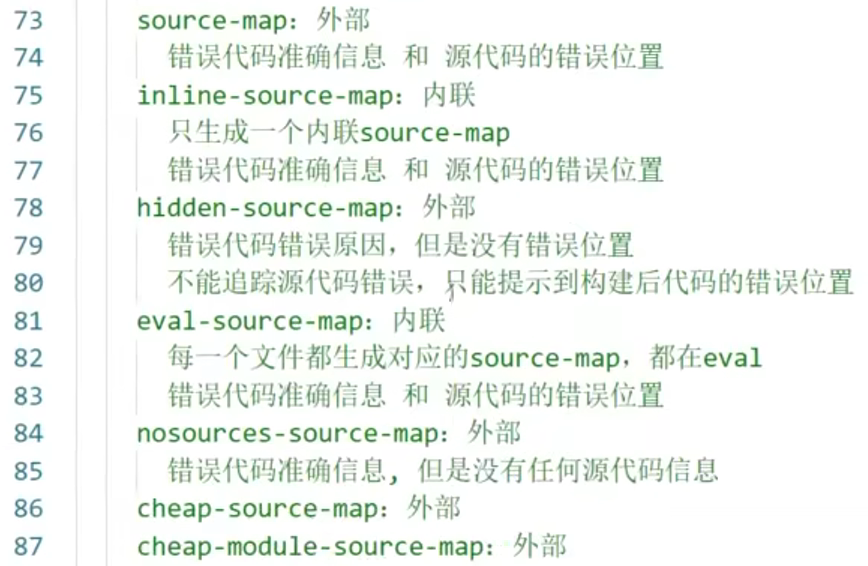 73 source-map: 外部
74 错误代码准确信息 和 源代码的错误位置
75 inline-source-map: 内联
76 只生成一个内联source-map
77 错误代码准确信息 和 源代码的错误位置
78 hidden-source-map: 外部
79 错误代码错误原因，但是没有错误位置
80 不能追踪源代码错误，只能提示到构建后代码的错误位置
81 eval-source-map: 内联
82 每一个文件都生成对应的source-map，都在eval
83 错误代码准确信息 和 源代码的错误位置
84 nosources-source-map: 外部
85 错误代码准确信息, 但是没有任何源代码信息
86 cheap-source-map: 外部
87 cheap-module-source-map: 外部